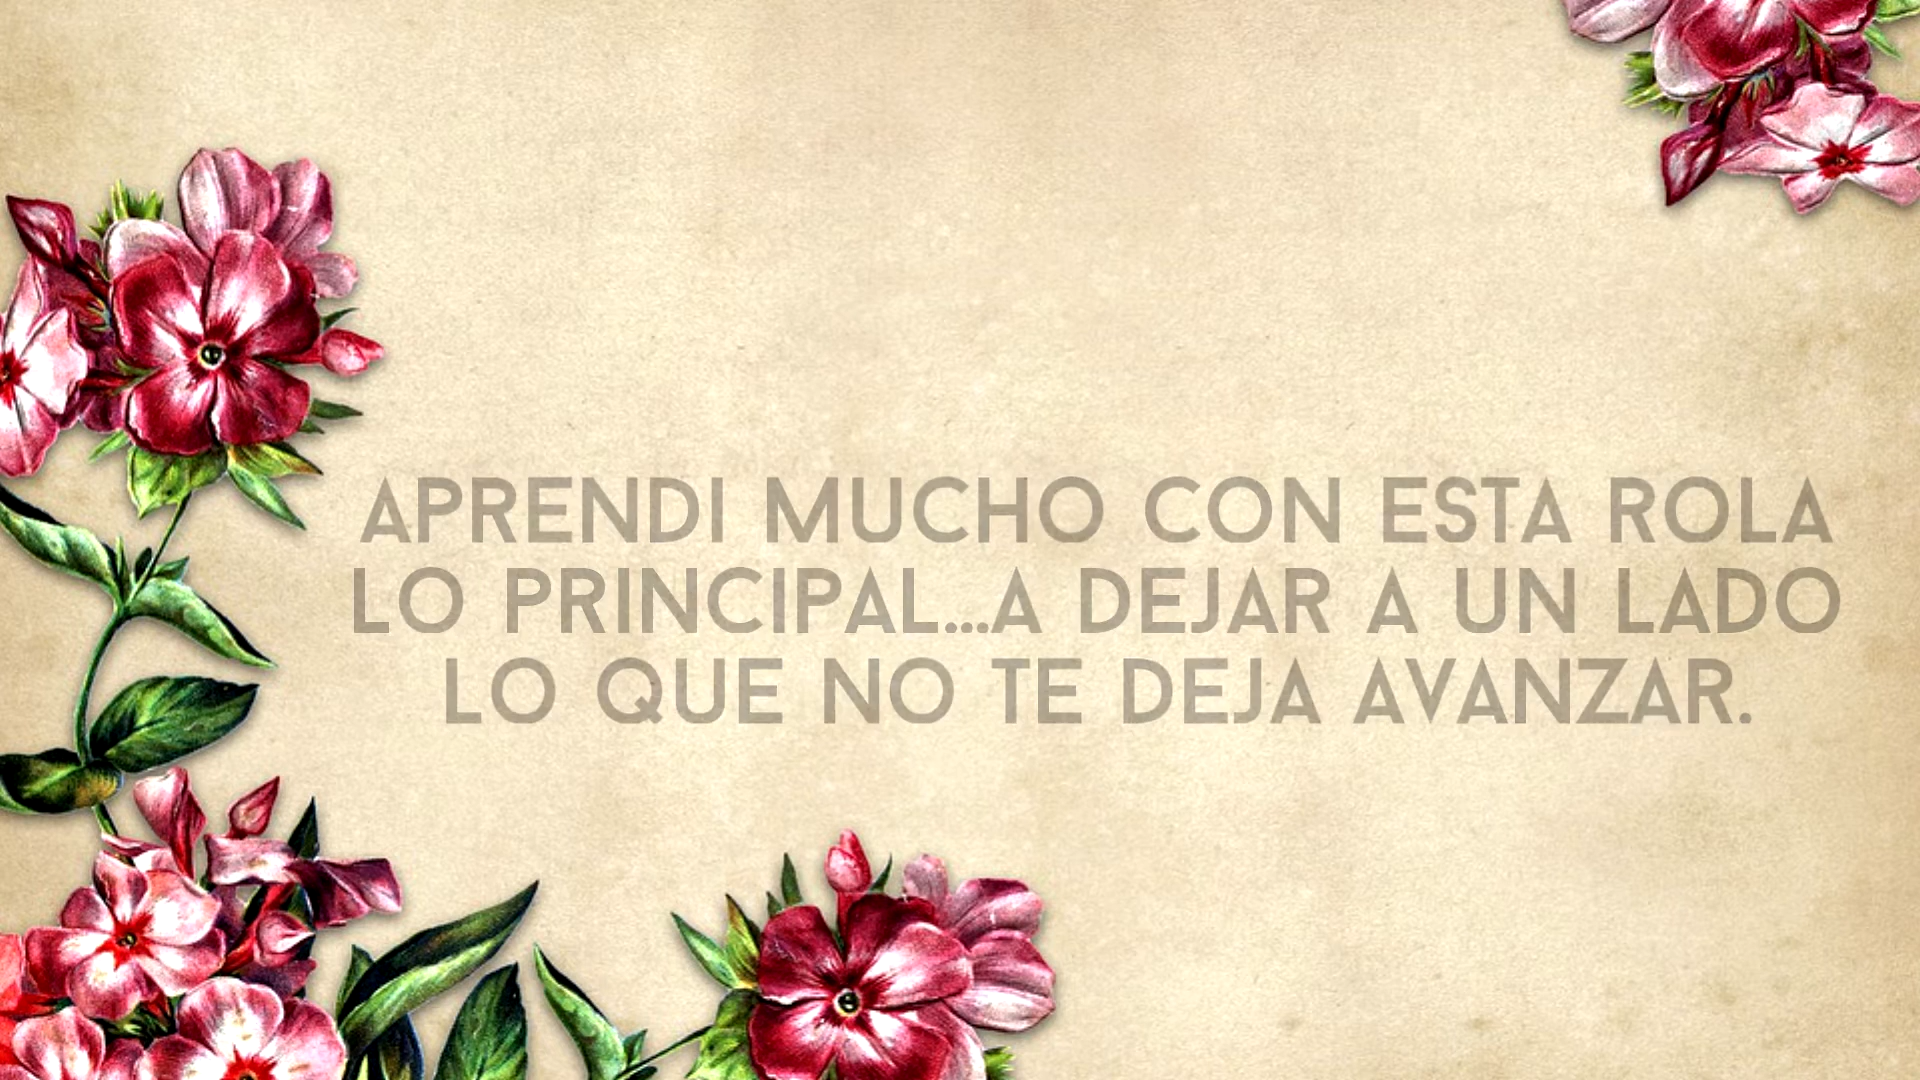 APRENDI MUCHO CON ESTA ROLA
LO PRINCIPAL...A DEJAR A UN LADO
LO QUE NO TE DEJA AVANZAR.